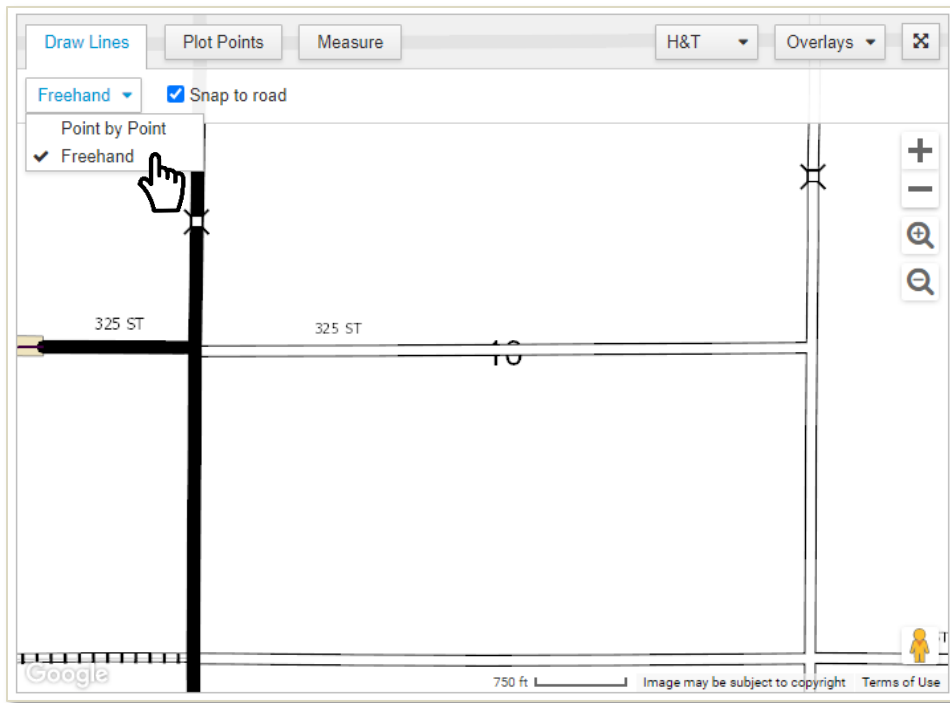 Draw Lines Plot Points Measure H&T Overlays
Freehand Snap to road
Point by Point
Freehand
325 ST 325 ST
10
T
Google 750 ft Image may be subject to copyright Terms of Use